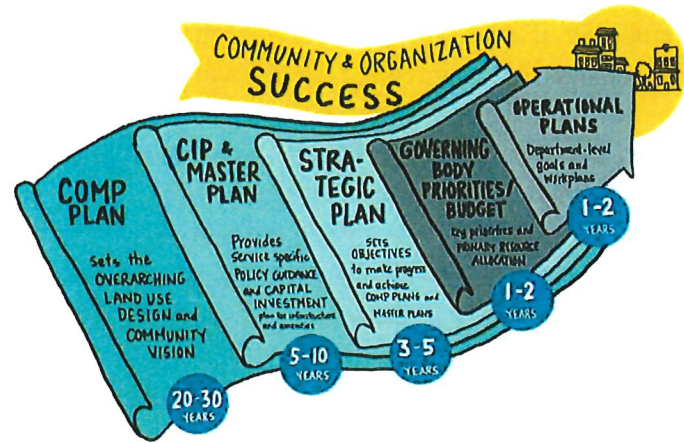 COMMUNITY & ORGANIZATION
SUCCESS
COMP
PLAN
Sets the
OVERARCHING
LAND USE
DESIGN and
COMMUNITY
VISION
20-30
YEARS
CIP &
MASTER
PLAN
Provides
Service specific
POLICY GUIDANCE
and CAPITAL
INVESTMENT
plan for infrastructure
and amenities
5-10
YEARS
STRA-
TEGIC
PLAN
SETS
OBJECTIVES
to make progress
and achieve
COMP PLANS and
MASTER PLANS
3-5
YEARS
GOVERNING
BODY
PRIORITIES/
BUDGET
Key priorities and
PRIMARY RESOURCE
ALLOCATION
1-2
YEARS
OPERATIONAL
PLANS
Department-level
goals and
workplans
1-2
YEARS